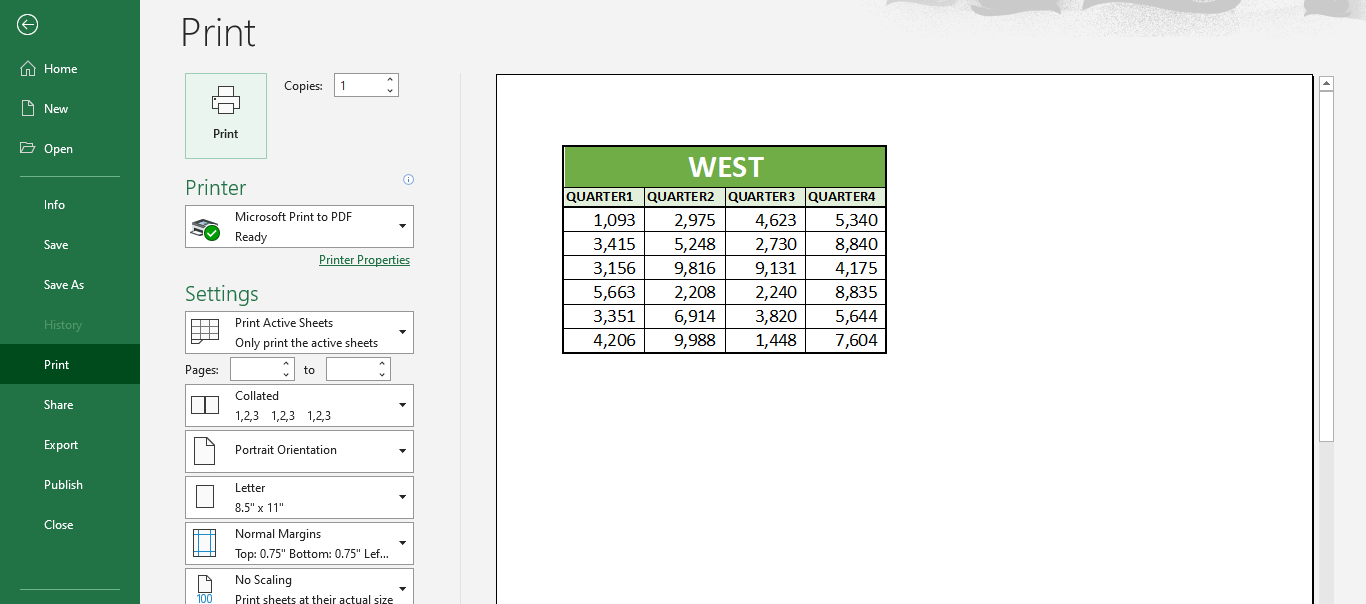 Print
Home
New
Open
Info
Save
Save As
History
Print
Share
Export
Publish
Close
Print
Copies: 1
Printer
Microsoft Print to PDF
Ready
Printer Properties
Settings
Print Active Sheets
Only print the active sheets
Pages: to
Collated
1,2,3 1,2,3 1,2,3
Portrait Orientation
Letter
8.5" x 11"
Normal Margins
Top: 0.75" Bottom: 0.75" Lef...
No Scaling
100
Print sheets at their actual size
WEST
QUARTER1 QUARTER2 QUARTER3 QUARTER4
1,093 2,975 4,623 5,340
3,415 5,248 2,730 8,840
3,156 9,816 9,131 4,175
5,663 2,208 2,240 8,835
3,351 6,914 3,820 5,644
4,206 9,988 1,448 7,604